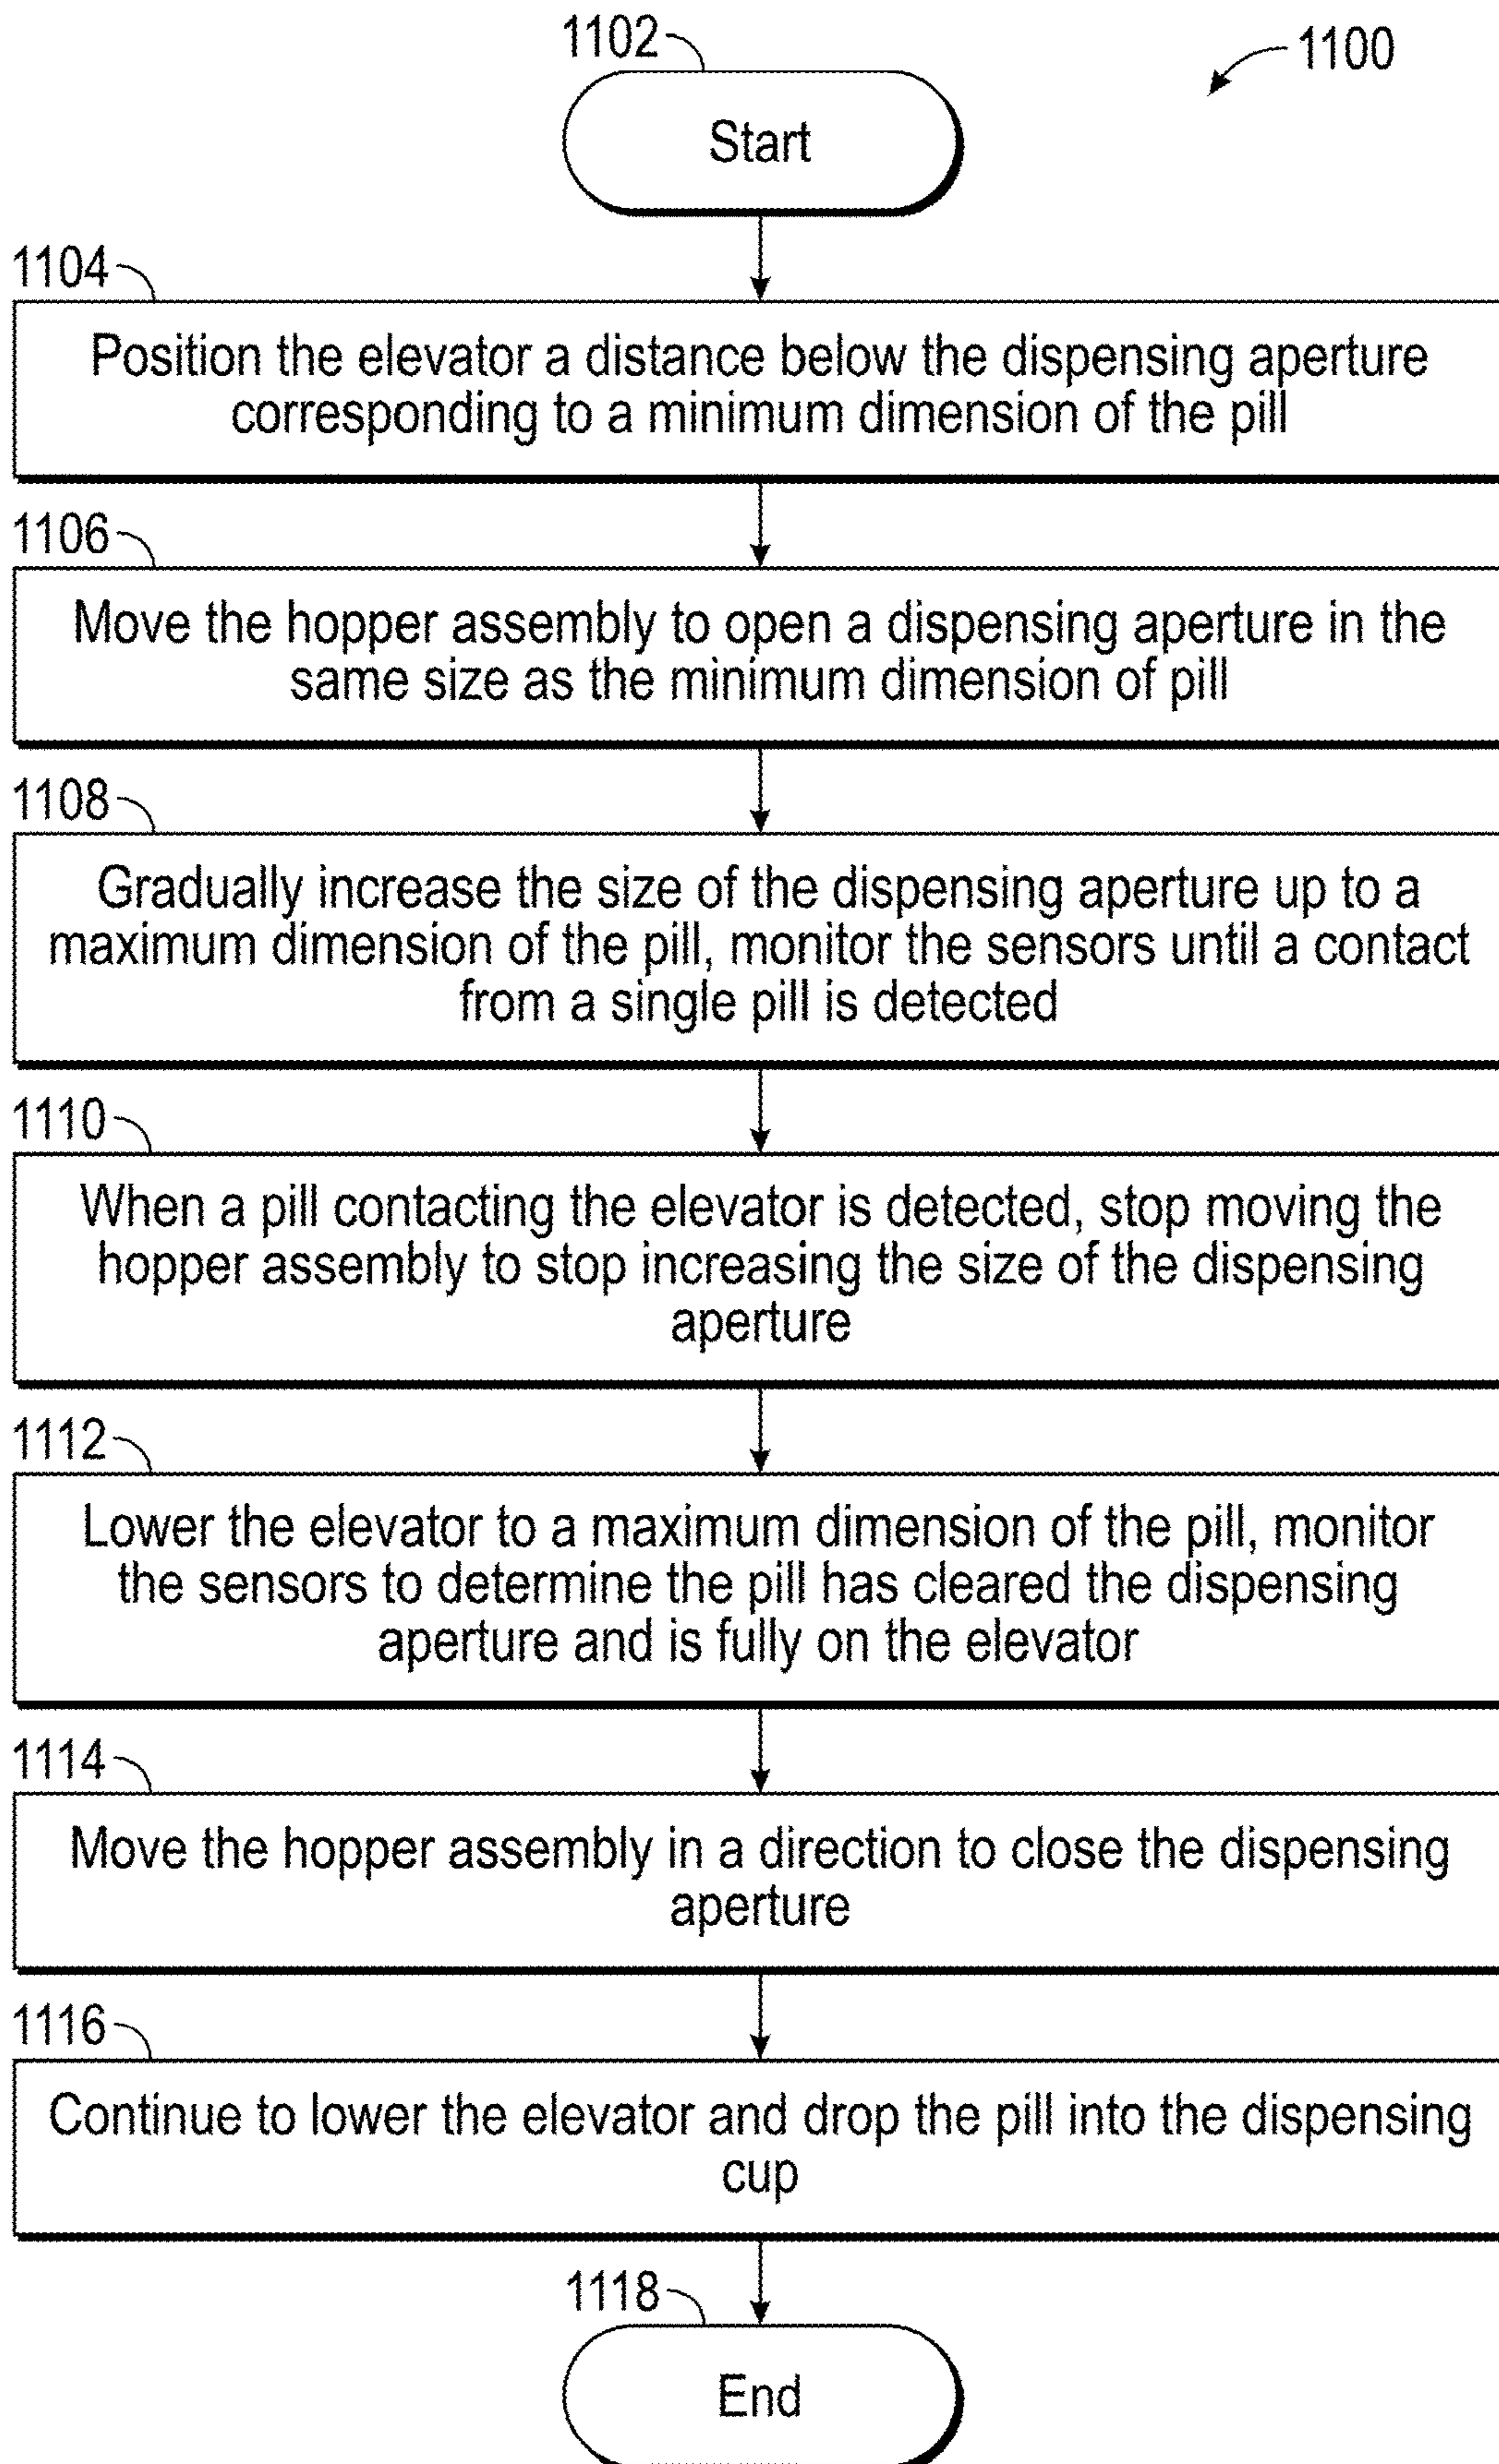 1102
1100
Start
1104
Position the elevator a distance below the dispensing aperture
corresponding to a minimum dimension of the pill
1106
Move the hopper assembly to open a dispensing aperture in the
same size as the minimum dimension of pill
1108
Gradually increase the size of the dispensing aperture up to a
maximum dimension of the pill, monitor the sensors until a contact
from a single pill is detected
1110
When a pill contacting the elevator is detected, stop moving the
hopper assembly to stop increasing the size of the dispensing
aperture
1112
Lower the elevator to a maximum dimension of the pill, monitor
the sensors to determine the pill has cleared the dispensing
aperture and is fully on the elevator
1114
Move the hopper assembly in a direction to close the dispensing
aperture
1116
Continue to lower the elevator and drop the pill into the dispensing
cup
1118
End